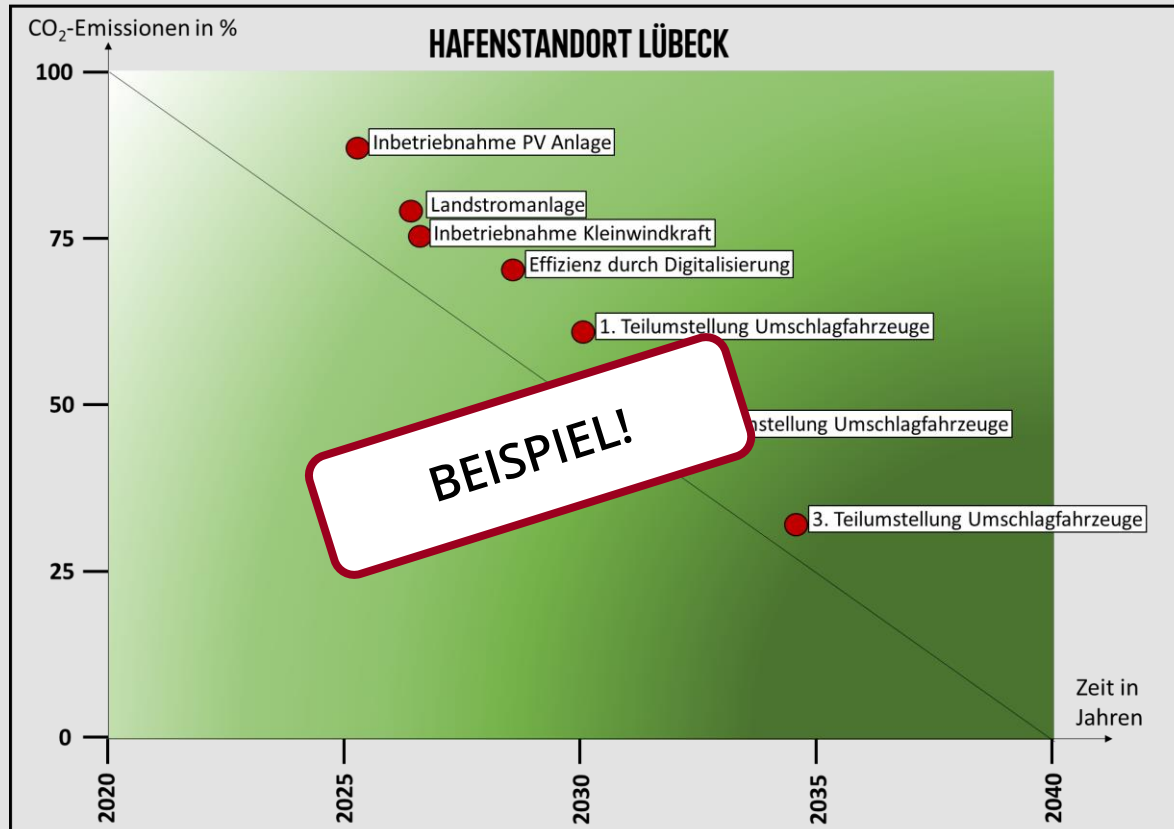 CO₂-Emissionen in %
HAFENSTANDORT LÜBECK
100
Inbetriebnahme PV Anlage
Landstromanlage
75
Inbetriebnahme Kleinwindkraft
Effizienz durch Digitalisierung
1. Teilumstellung Umschlagfahrzeuge
50
Umschlagfahrzeuge
BEISPIEL!
3. Teilumstellung Umschlagfahrzeuge
25
Zeit in
Jahren
0
2020
2025
2030
2035
2040